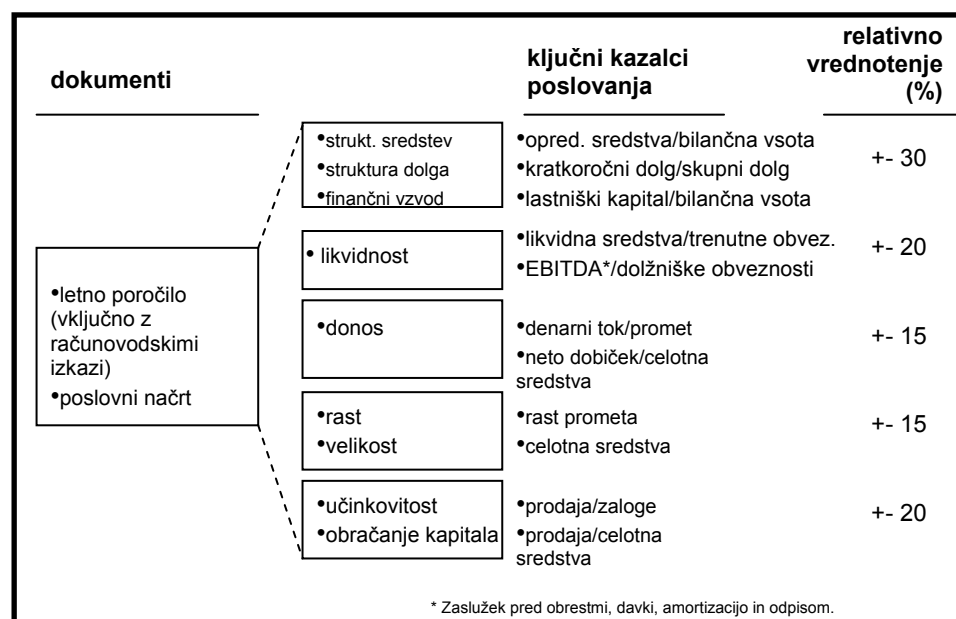 dokumenti
ključni kazalci
poslovanja
relativno
vrednotenje
(%)
•letno poročilo
(vključno z
računovodskimi
izkazi)
•poslovni načrt
•strukt. sredstev
•struktura dolga
•finančni vzvod
•opred. sredstva/bilančna vsota
•kratkoročni dolg/skupni dolg
•lastniški kapital/bilančna vsota
+- 30
• likvidnost
•likvidna sredstva/trenutne obvez.
•EBITDA*/dolžniške obveznosti
+- 20
•donos
•denarni tok/promet
•neto dobiček/celotna
sredstva
+- 15
•rast
•velikost
•rast prometa
•celotna sredstva
+- 15
•učinkovitost
•obračanje kapitala
•prodaja/zaloge
•prodaja/celotna
sredstva
+- 20
* Zaslužek pred obrestmi, davki, amortizacijo in odpisom.